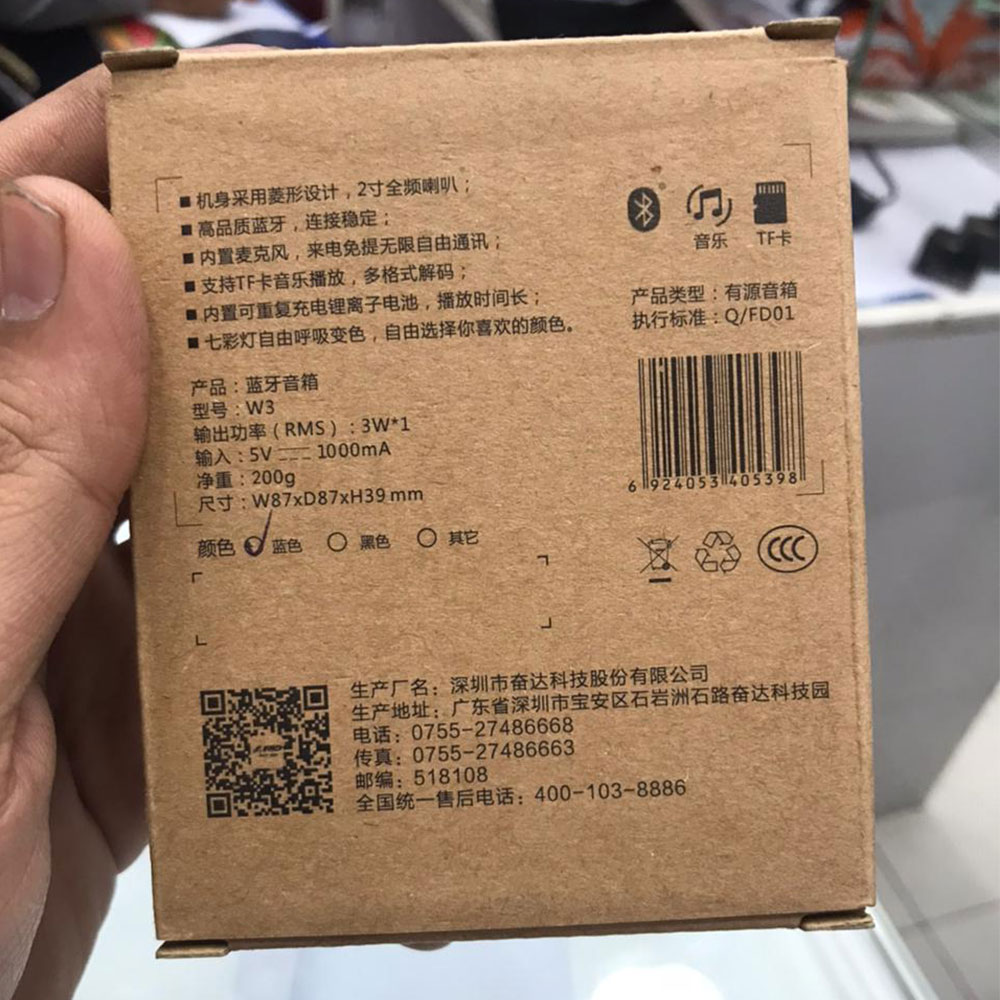 ■ 机身采用菱形设计，2寸全频喇叭；
■ 高品质蓝牙，连接稳定；
■ 内置麦克风，来电免提无限自由通讯；
■ 支持TF卡音乐播放，多格式解码；
■ 内置可重复充电锂离子电池，播放时间长；
■ 七彩灯自由呼吸变色，自由选择你喜欢的颜色。
音乐 TF卡
产品类型：有源音箱
执行标准：Q/FD01
6 924053 405398
产品：蓝牙音箱
型号：W3
输出功率（RMS）：3W*1
输入：5V 1000mA
净重：200g
尺寸：W87xD87xH39mm
颜色 蓝色 黑色 其它
CCC
生产厂名：深圳市奋达科技股份有限公司
生产地址：广东省深圳市宝安区石岩洲石路奋达科技园
电话：0755-27486668
传真：0755-27486663
邮编：518108
全国统一售后电话：400-103-8886